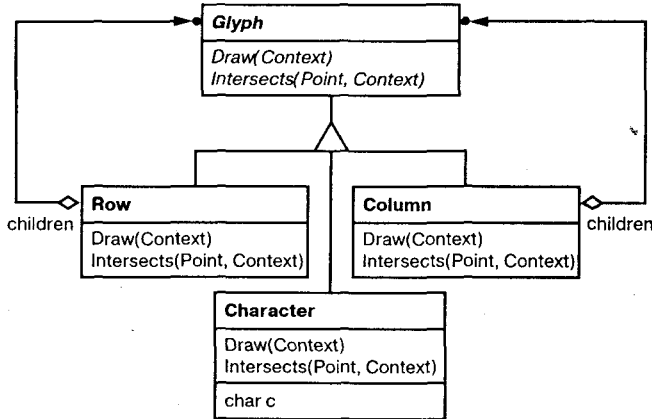 Glyph
Draw(Context)
Intersects(Point, Context)
children
Row
Draw(Context)
Intersects(Point, Context)
Column
Draw(Context)
Intersects(Point, Context)
children
Character
Draw(Context)
Intersects(Point, Context)
char c